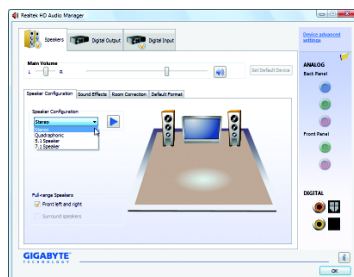 Realtek HD Audio Manager
Speakers
Digital Output
Digital Input
Device advanced
settings
Main Volume
L
R
Set Default Device
Speaker Configuration
Sound Effects
Room Correction
Default Format
Speaker Configuration
Stereo
Stereo
Quadraphonic
5.1 Speaker
7.1 Speaker
Full-range Speakers
Front left and right
Surround speakers
ANALOG
Back Panel
Front Panel
DIGITAL
GIGABYTE
TECHNOLOGY
OK